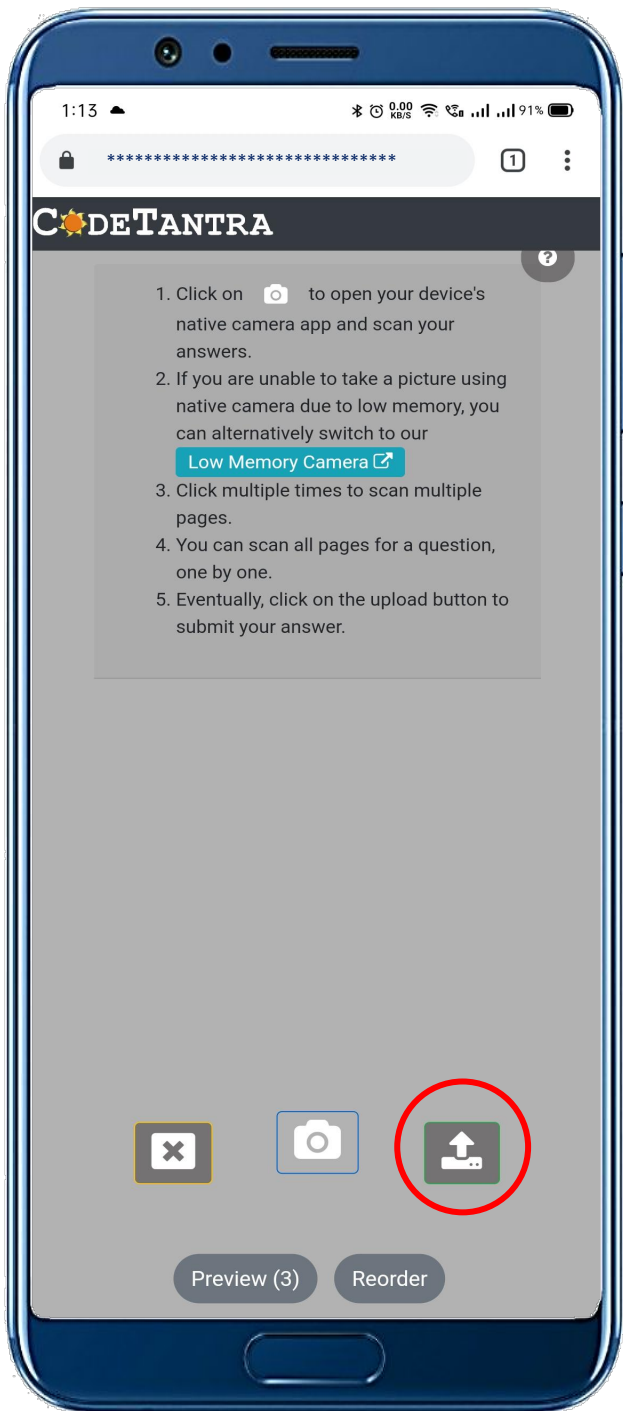 1:13
0.00 KB/S
91%
*******************************
1
CODETANTRA
?
1. Click on to open your device's
native camera app and scan your
answers.
2. If you are unable to take a picture using
native camera due to low memory, you
can alternatively switch to our
Low Memory Camera
3. Click multiple times to scan multiple
pages.
4. You can scan all pages for a question,
one by one.
5. Eventually, click on the upload button to
submit your answer.
Preview (3) Reorder